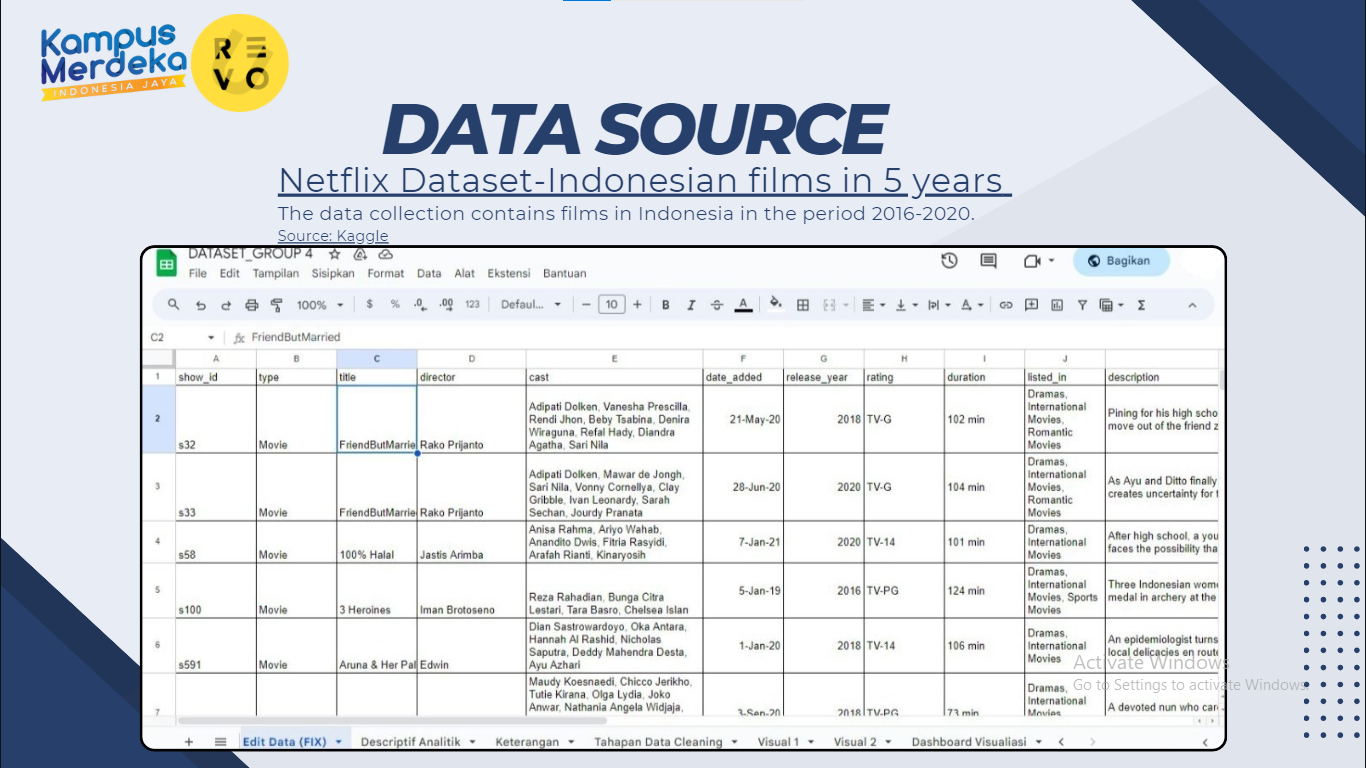 Kampus
Merdeka
INDONESIA JAYA
R E
V O
DATA SOURCE
Netflix Dataset-Indonesian films in 5 years
The data collection contains films in Indonesia in the period 2016-2020.
Source: Kaggle
DATASET_GROUP 4
File Edit Tampilan Sisipkan Format Data Alat Ekstensi Bantuan
Bagikan
100% $ % .0 .00 123 Defaul... − 10 + B I A Σ
C2 fx FriendButMarried
A B C D E F G H I J
1 show_id type title director cast date_added release_year rating duration listed_in description
Adipati Dolken, Vanesha Prescilla,
Rendi Jhon, Beby Tsabina, Denira
Wiraguna, Refal Hady, Diandra
Agatha, Sari Nila
2 s32 Movie FriendButMarrie Rako Prijanto 21-May-20 2018 TV-G 102 min
Dramas,
International
Movies,
Romantic
Movies
Pining for his high scho
move out of the friend z
Adipati Dolken, Mawar de Jongh,
Sari Nila, Vonny Cornellya, Clay
Gribble, Ivan Leonardy, Sarah
Sechan, Jourdy Pranata
3 s33 Movie FriendButMarrie Rako Prijanto 28-Jun-20 2020 TV-G 104 min
Dramas,
International
Movies,
Romantic
Movies
As Ayu and Ditto finally
creates uncertainty for t
Anisa Rahma, Ariyo Wahab,
Anandito Dwis, Fitria Rasyidi,
Arafah Rianti, Kinaryosih
4 s58 Movie 100% Halal Jastis Arimba 7-Jan-21 2020 TV-14 101 min
Dramas,
International
Movies
After high school, a you
faces the possibility tha
Reza Rahadian, Bunga Citra
Lestari, Tara Basro, Chelsea Islan
5 s100 Movie 3 Heroines Iman Brotoseno 5-Jan-19 2016 TV-PG 124 min
Dramas,
International
Movies, Sports
Movies
Three Indonesian wome
medal in archery at the
Dian Sastrowardoyo, Oka Antara,
Hannah Al Rashid, Nicholas
Saputra, Deddy Mahendra Desta,
Ayu Azhari
6 s591 Movie Aruna & Her Pal Edwin 1-Jan-20 2018 TV-14 106 min
Dramas,
International
Movies
An epidemiologist turns
local delicacies en route
Maudy Koesnaedi, Chicco Jerikho,
Tutie Kirana, Olga Lydia, Joko
Anwar, Nathania Angela Widjaja,
7 3-Sep-20 2018 TV-PG 73 min
Dramas,
International
Movies
A devoted nun who car
Activate Windows
Go to Settings to activate Windows.
+ Edit Data (FIX) Descriptif Analitik Keterangan Tahapan Data Cleaning Visual 1 Visual 2 Dashboard Visualiasi